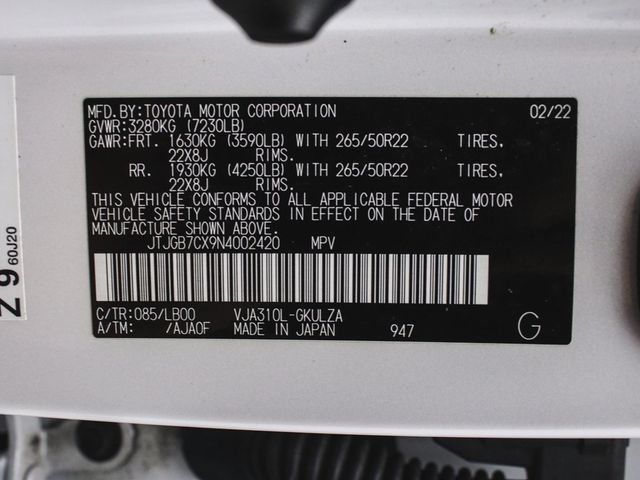 MFD.BY:TOYOTA MOTOR CORPORATION 02/22
GVWR:3280KG (7230LB)
GAWR:FRT. 1630KG (3590LB) WITH 265/50R22 TIRES.
22X8J RIMS.
RR. 1930KG (4250LB) WITH 265/50R22 TIRES.
22X8J RIMS.
THIS VEHICLE CONFORMS TO ALL APPLICABLE FEDERAL MOTOR
VEHICLE SAFETY STANDARDS IN EFFECT ON THE DATE OF
MANUFACTURE SHOWN ABOVE.
JTJGB7CX9N4002420 MPV
C/TR:085/LB00 VJA310L-GKULZA
A/TM: /AJA0F MADE IN JAPAN 947 G
Z 9 60J20